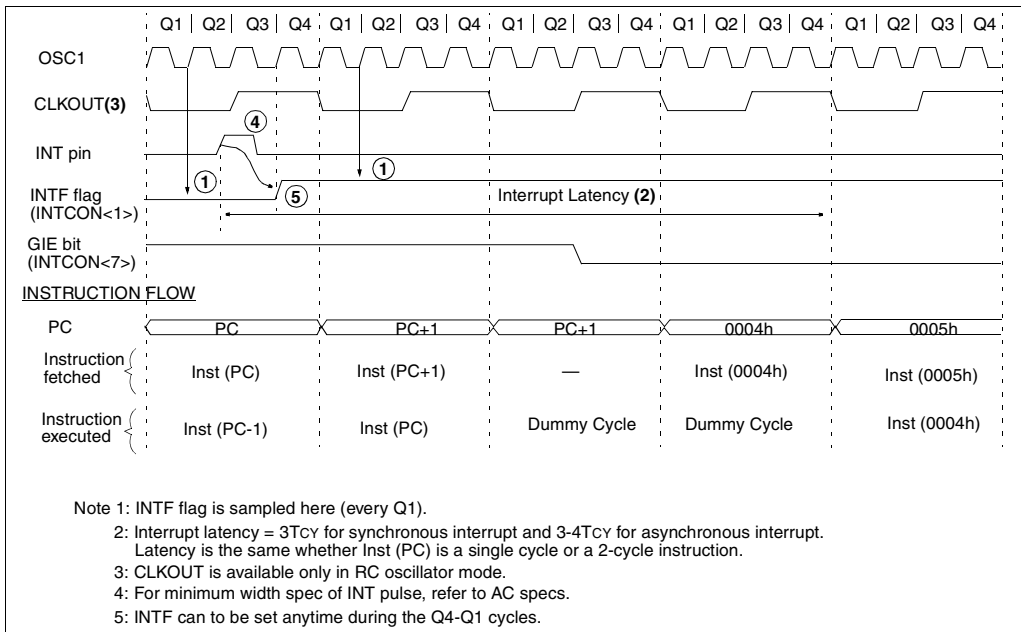 Q1 | Q2 | Q3 | Q4 Q1 | Q2 | Q3 | Q4 Q1 | Q2 | Q3 | Q4 Q1 | Q2 | Q3 | Q4 Q1 | Q2 | Q3 | Q4
OSC1
CLKOUT(3)
4
INT pin
1 1
INTF flag
(INTCON<1>)
5
Interrupt Latency (2)
GIE bit
(INTCON<7>)
INSTRUCTION FLOW
PC PC PC+1 PC+1 0004h 0005h
Instruction
fetched
Inst (PC) Inst (PC+1) — Inst (0004h) Inst (0005h)
Instruction
executed
Inst (PC-1) Inst (PC) Dummy Cycle Dummy Cycle Inst (0004h)
Note 1: INTF flag is sampled here (every Q1).
2: Interrupt latency = 3TCY for synchronous interrupt and 3-4TCY for asynchronous interrupt.
Latency is the same whether Inst (PC) is a single cycle or a 2-cycle instruction.
3: CLKOUT is available only in RC oscillator mode.
4: For minimum width spec of INT pulse, refer to AC specs.
5: INTF can to be set anytime during the Q4-Q1 cycles.